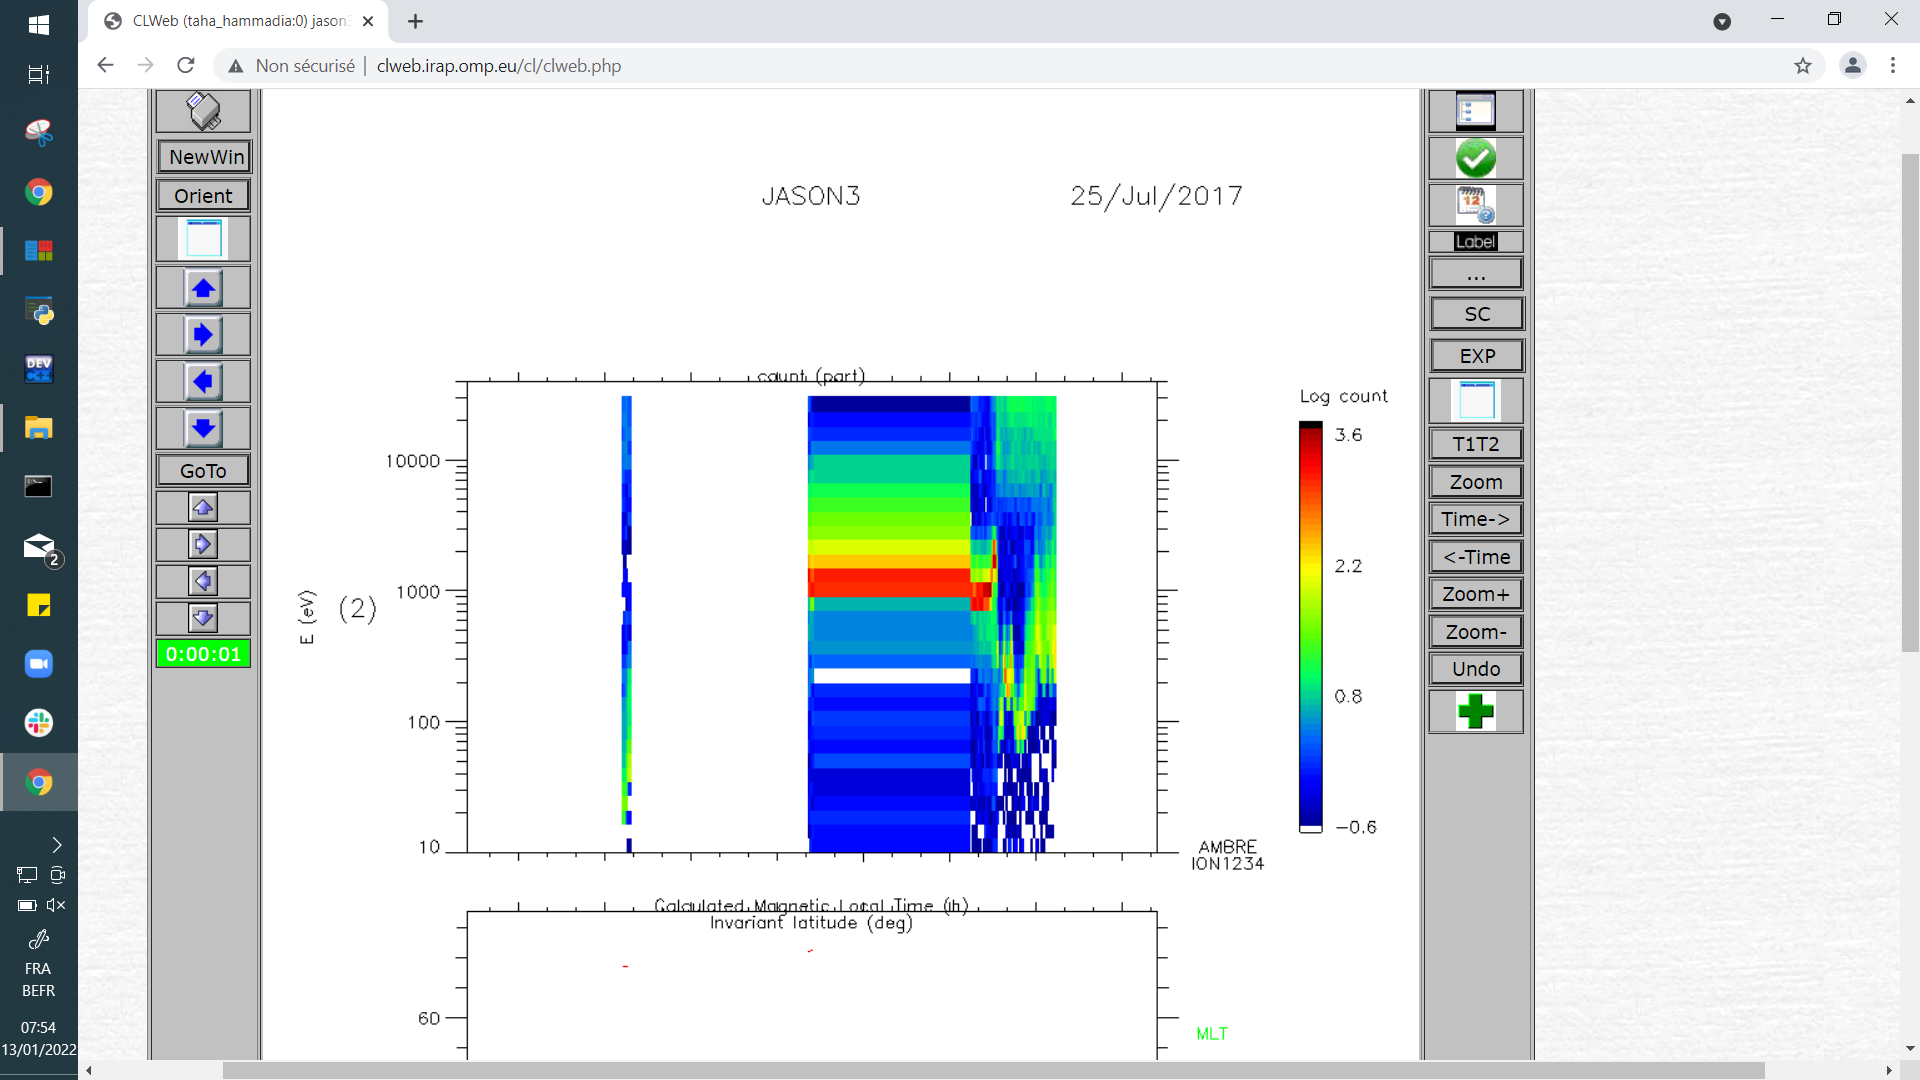 CLWeb (taha_hammadia:0) jason3
Non sécurisé | clweb.irap.omp.eu/cl/clweb.php
NewWin
Orient
GoTo
0:00:01
JASON3 25/Jul/2017
count (part)
10000
1000
100
10
E (eV)
(2)
Log count
3.6
2.2
0.8
−0.6
AMBRE
ION1234
Calculated Magnetic Local Time (h)
Invariant latitude (deg)
60
MLT
12
Label
...
SC
EXP
T1T2
Zoom
Time->
<-Time
Zoom+
Zoom-
Undo
DEV
C++
2
FRA
BEFR
07:54
13/01/2022